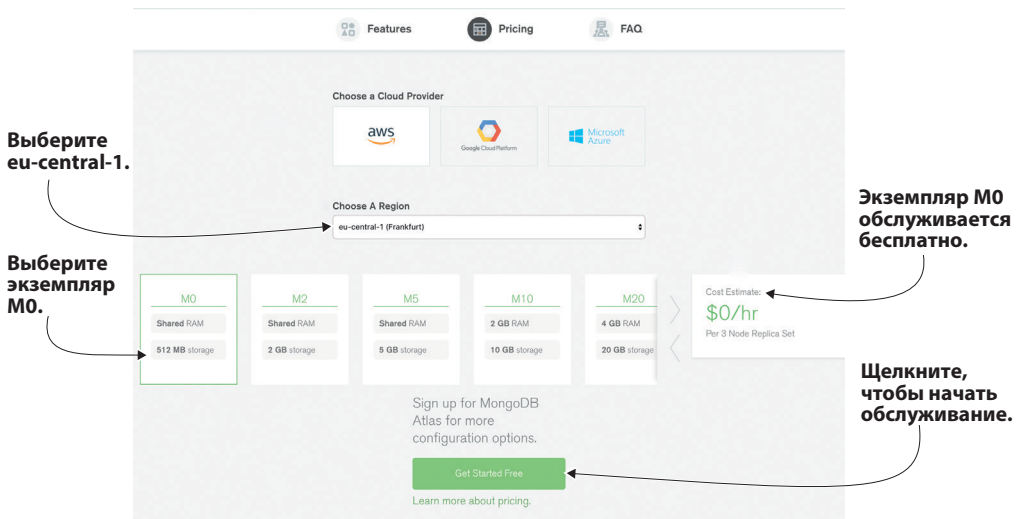 Features
Pricing
FAQ
Choose a Cloud Provider
aws
Google Cloud Platform
Microsoft
Azure
Выберите
eu-central-1.
Choose A Region
eu-central-1 (Frankfurt)
Экземпляр M0
обслуживается
бесплатно.
Выберите
экземпляр
M0.
M0
Shared RAM
512 MB storage
M2
Shared RAM
2 GB storage
M5
Shared RAM
5 GB storage
M10
2 GB RAM
10 GB storage
M20
4 GB RAM
20 GB storage
Cost Estimate:
$0/hr
Per 3 Node Replica Set
Щелкните,
чтобы начать
обслуживание.
Sign up for MongoDB
Atlas for more
configuration options.
Get Started Free
Learn more about pricing.